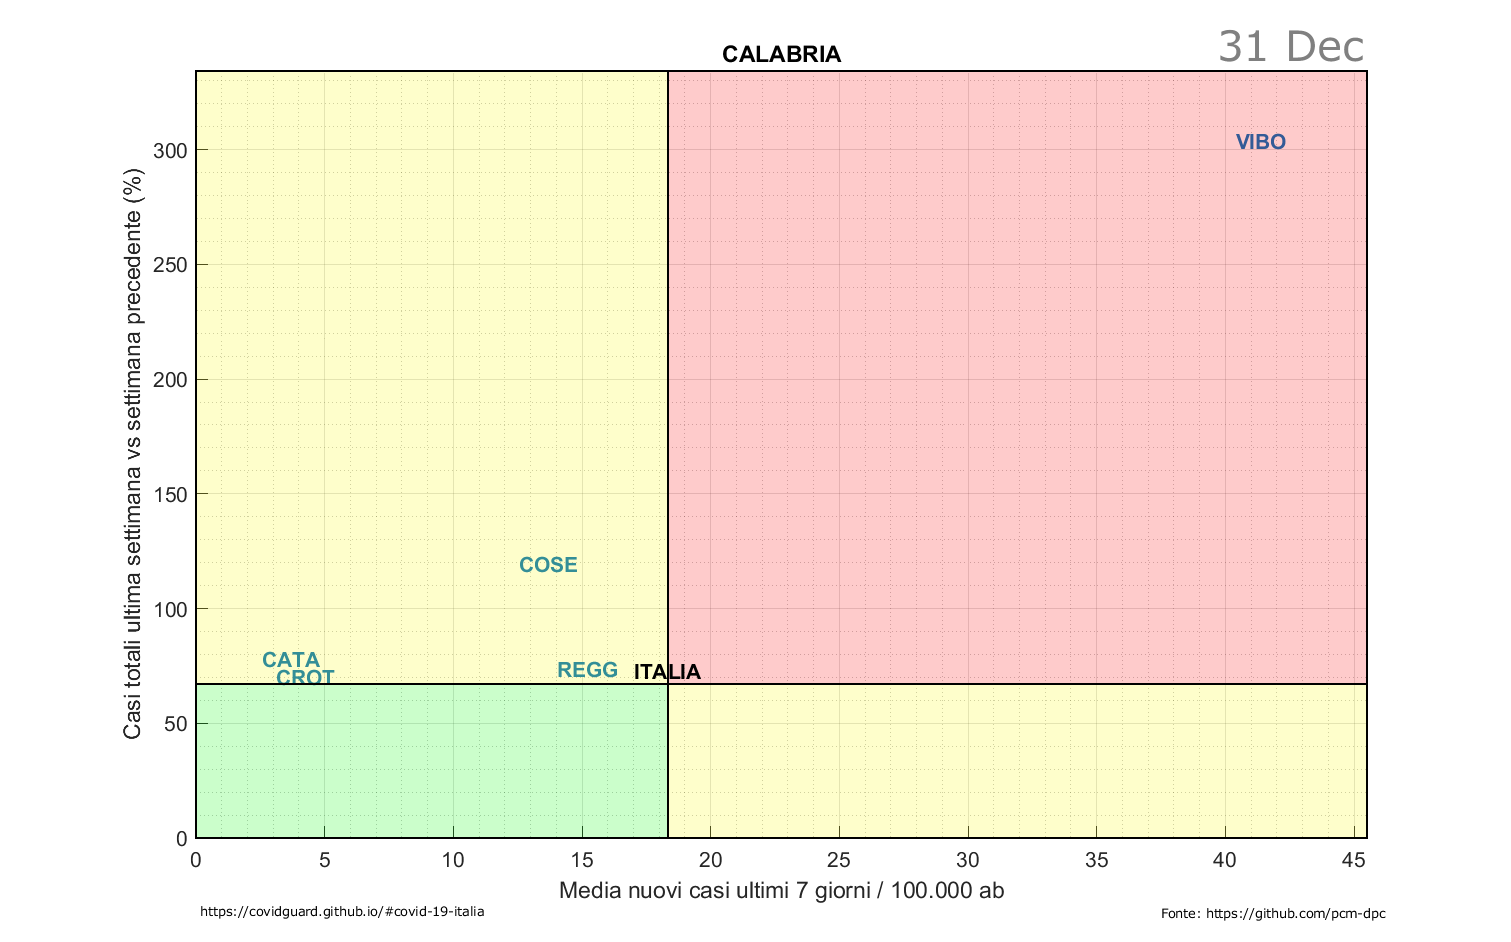 CALABRIA
31 Dec
Casi totali ultima settimana vs settimana precedente (%)
300
250
200
150
100
50
0
VIBO
COSE
CATA
CROT
REGG
ITALIA
0 5 10 15 20 25 30 35 40 45
Media nuovi casi ultimi 7 giorni / 100.000 ab
https://covidguard.github.io/#covid-19-italia
Fonte: https://github.com/pcm-dpc